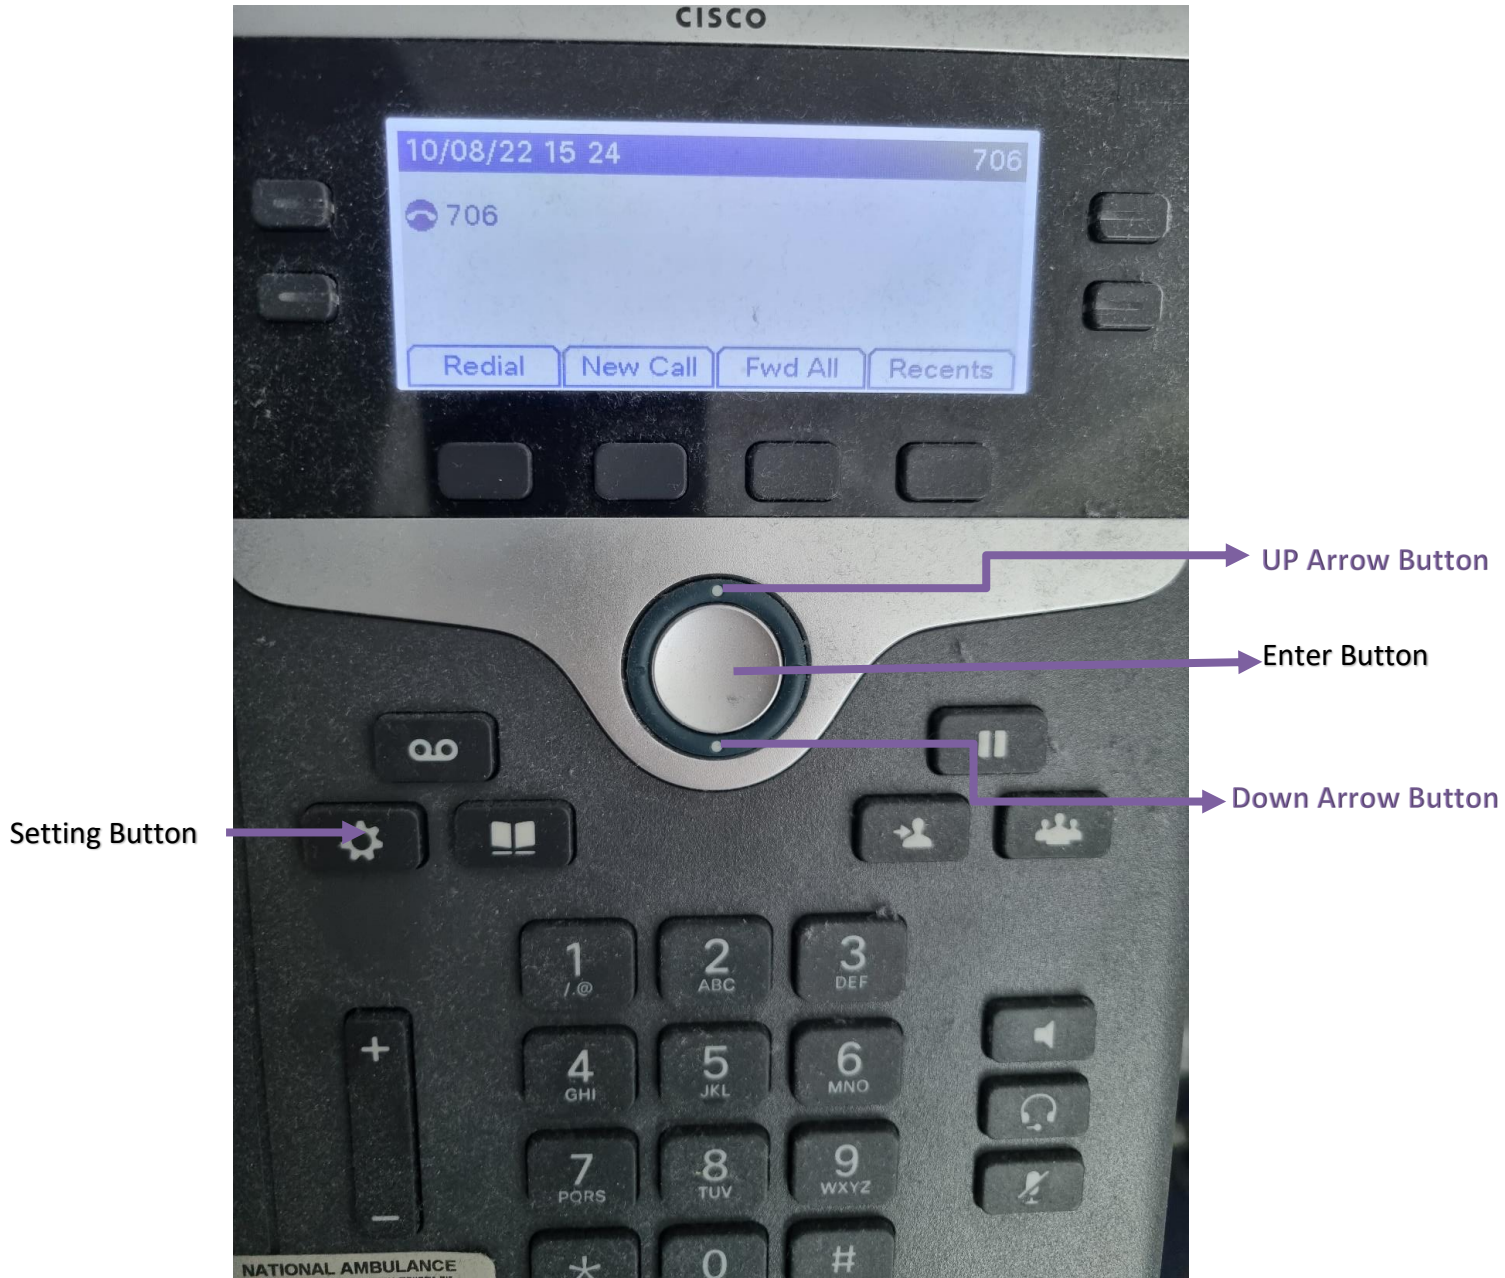 CISCO
10/08/22 15 24 706
706
Redial New Call Fwd All Recents
UP Arrow Button
Enter Button
Down Arrow Button
Setting Button
1 2 3
/.@ ABC DEF
+
4 5 6
GHI JKL MNO
7 8 9
PQRS TUV WXYZ
−
* 0 #
NATIONAL AMBULANCE